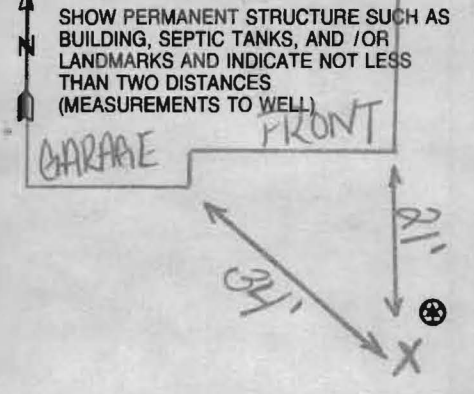 SHOW PERMANENT STRUCTURE SUCH AS
N BUILDING, SEPTIC TANKS, AND /OR
LANDMARKS AND INDICATE NOT LESS
THAN TWO DISTANCES
(MEASUREMENTS TO WELL)
GARAGE FRONT
34' 21'
X